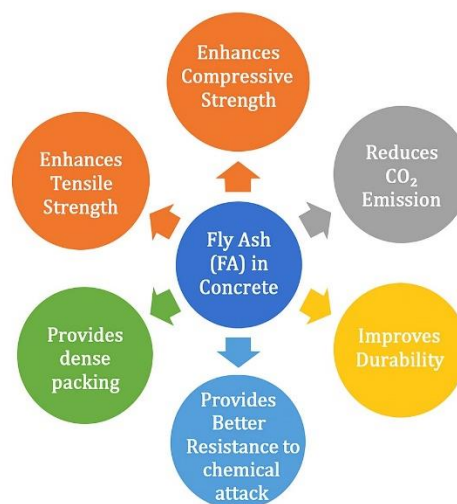 Enhances
Compressive
Strength
Enhances
Tensile
Strength
Reduces
CO₂
Emission
Fly Ash
(FA) in
Concrete
Provides
dense
packing
Improves
Durability
Provides
Better
Resistance to
chemical
attack